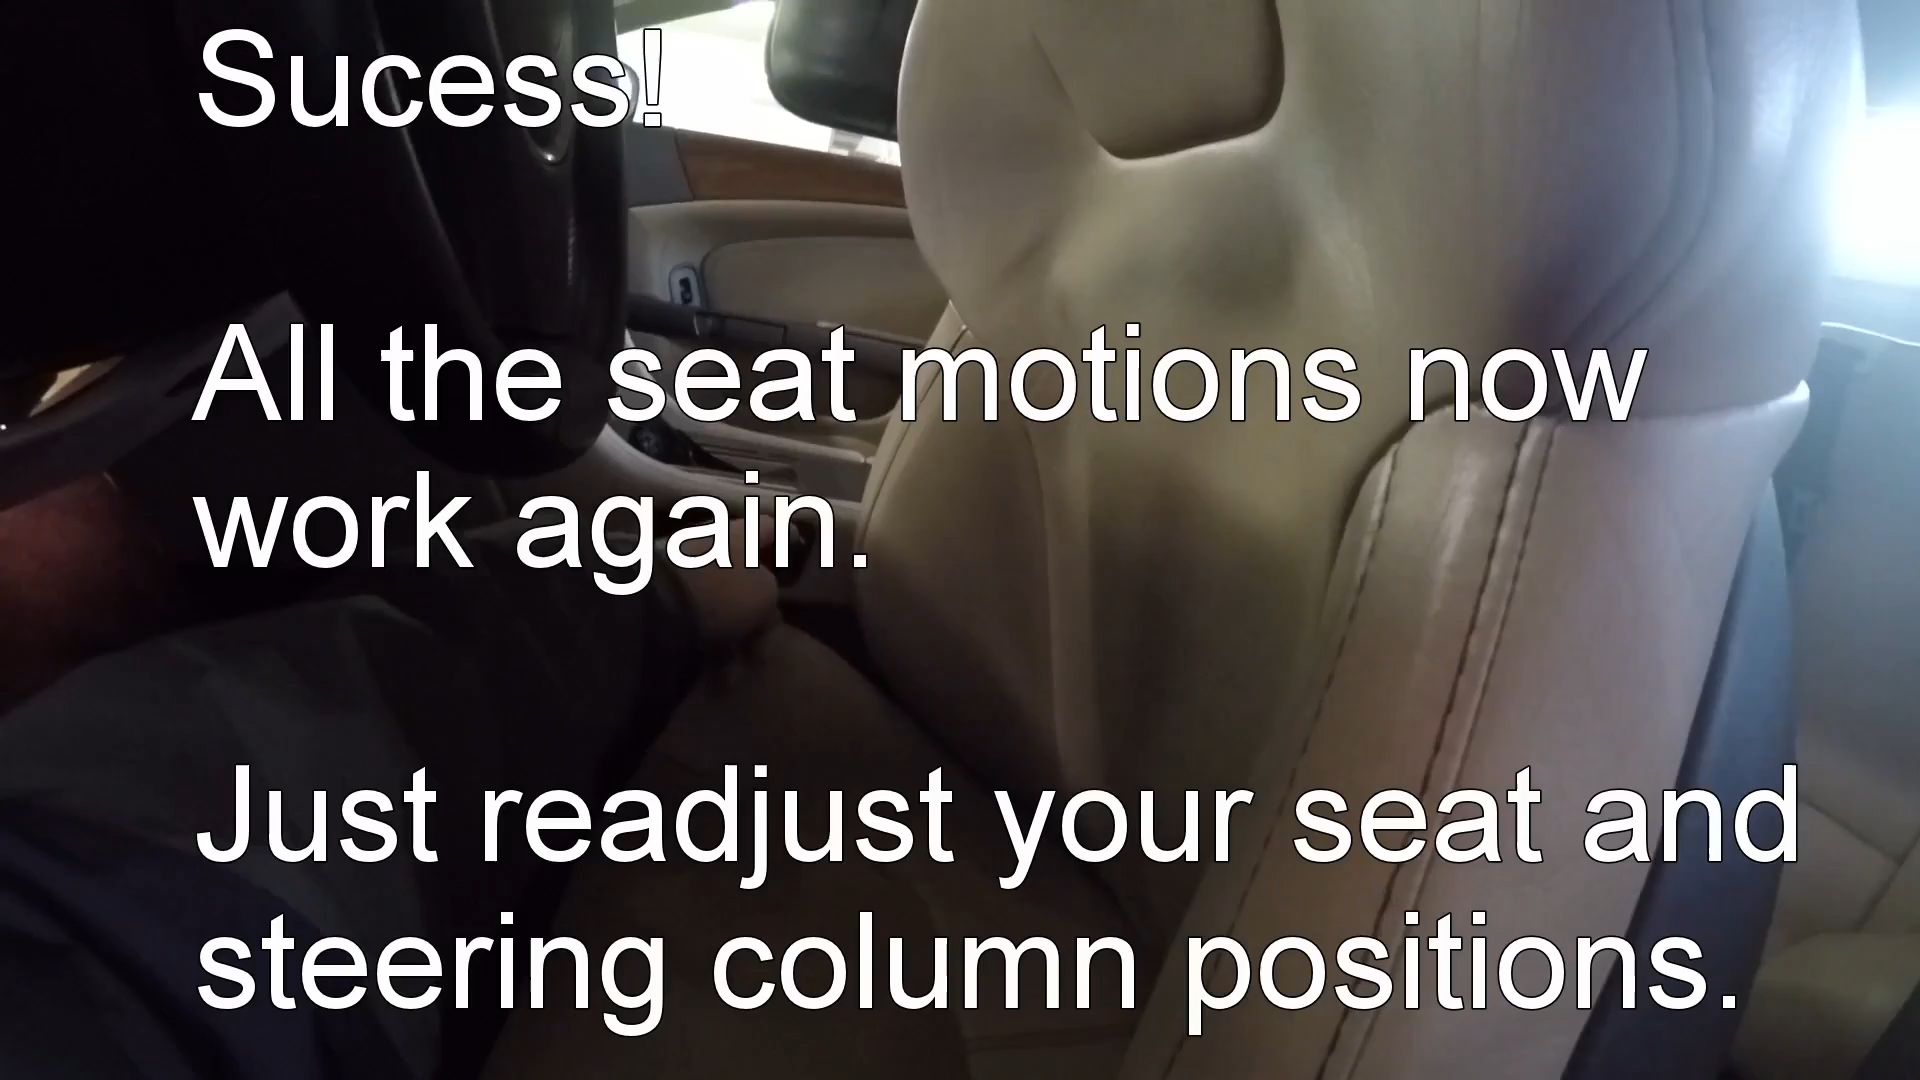 Sucess!
All the seat motions now
work again.
Just readjust your seat and
steering column positions.